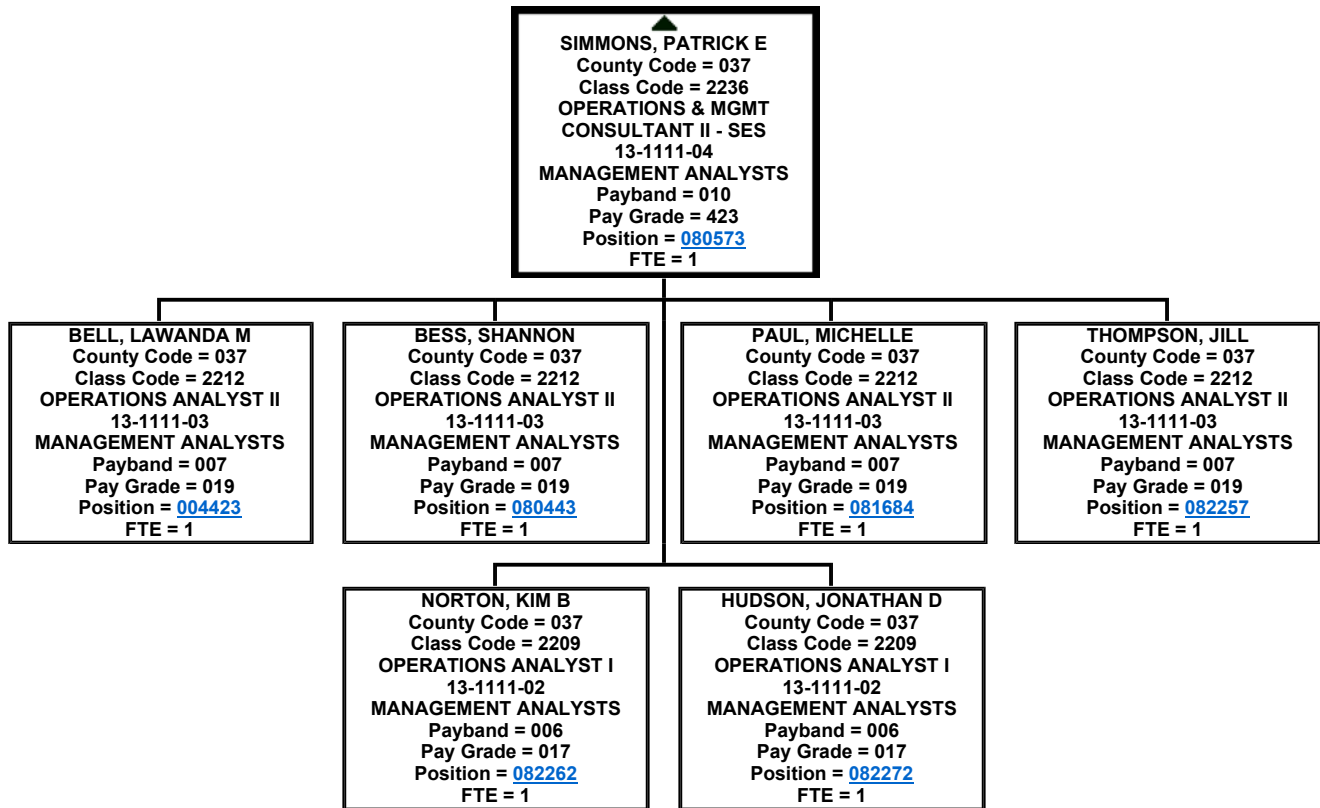 SIMMONS, PATRICK E
County Code = 037
Class Code = 2236
OPERATIONS & MGMT
CONSULTANT II - SES
13-1111-04
MANAGEMENT ANALYSTS
Payband = 010
Pay Grade = 423
Position = 080573
FTE = 1
BELL, LAWANDA M
County Code = 037
Class Code = 2212
OPERATIONS ANALYST II
13-1111-03
MANAGEMENT ANALYSTS
Payband = 007
Pay Grade = 019
Position = 004423
FTE = 1
BESS, SHANNON
County Code = 037
Class Code = 2212
OPERATIONS ANALYST II
13-1111-03
MANAGEMENT ANALYSTS
Payband = 007
Pay Grade = 019
Position = 080443
FTE = 1
PAUL, MICHELLE
County Code = 037
Class Code = 2212
OPERATIONS ANALYST II
13-1111-03
MANAGEMENT ANALYSTS
Payband = 007
Pay Grade = 019
Position = 081684
FTE = 1
THOMPSON, JILL
County Code = 037
Class Code = 2212
OPERATIONS ANALYST II
13-1111-03
MANAGEMENT ANALYSTS
Payband = 007
Pay Grade = 019
Position = 082257
FTE = 1
NORTON, KIM B
County Code = 037
Class Code = 2209
OPERATIONS ANALYST I
13-1111-02
MANAGEMENT ANALYSTS
Payband = 006
Pay Grade = 017
Position = 082262
FTE = 1
HUDSON, JONATHAN D
County Code = 037
Class Code = 2209
OPERATIONS ANALYST I
13-1111-02
MANAGEMENT ANALYSTS
Payband = 006
Pay Grade = 017
Position = 082272
FTE = 1